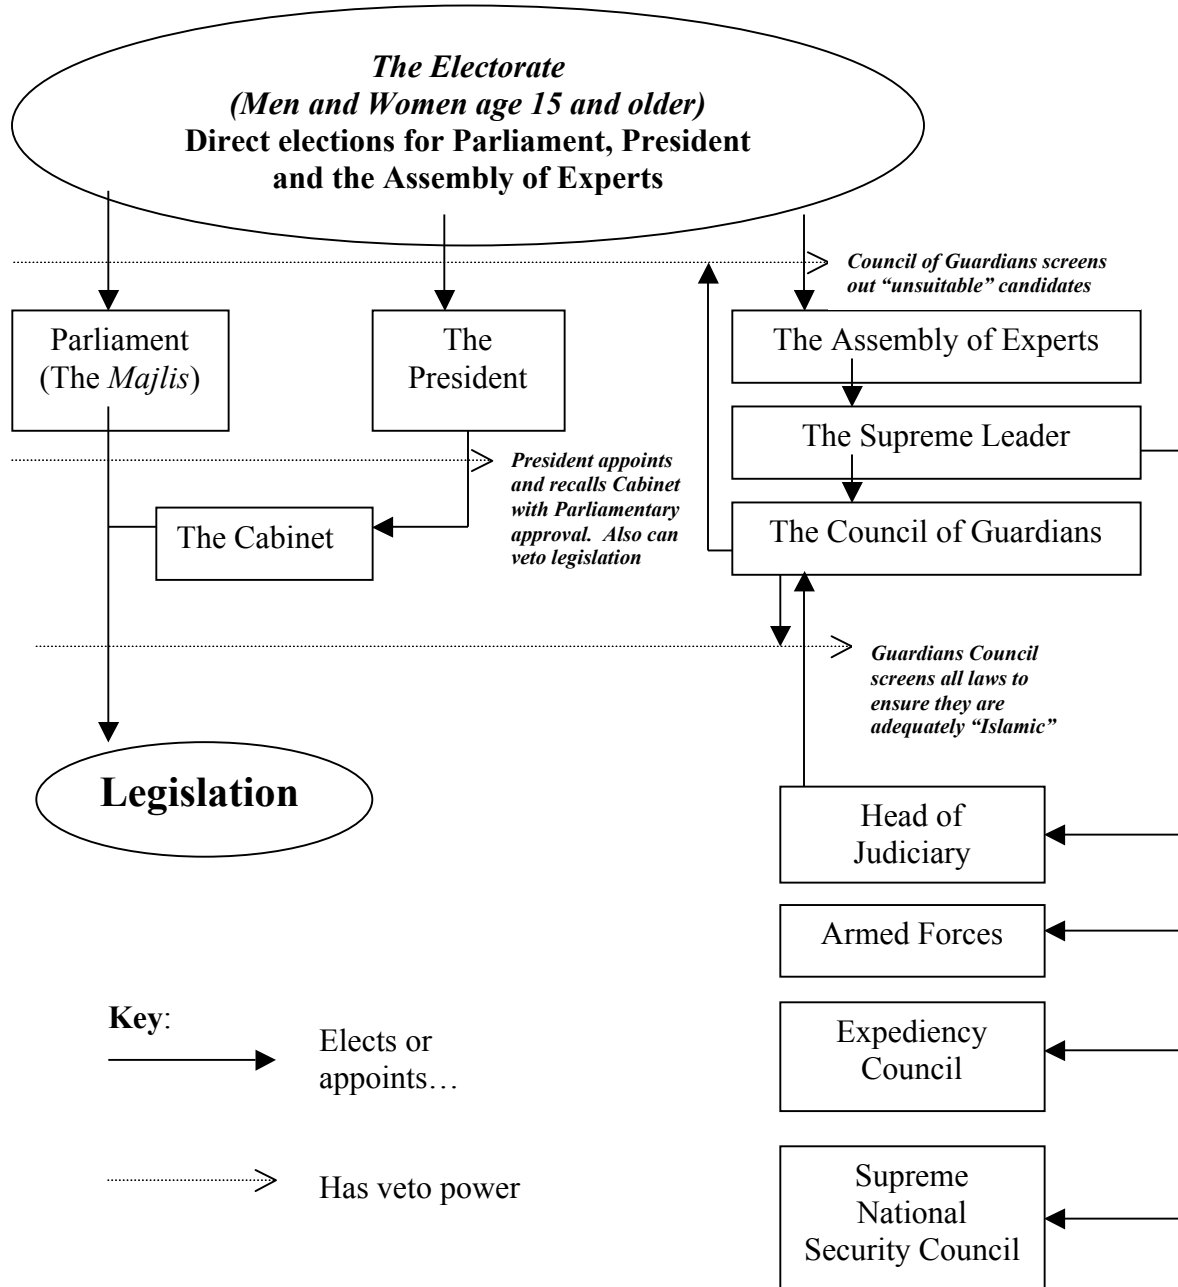 The Electorate
(Men and Women age 15 and older)
Direct elections for Parliament, President
and the Assembly of Experts
Council of Guardians screens
out “unsuitable” candidates
Parliament
(The Majlis)
The
President
The Assembly of Experts
The Supreme Leader
The Council of Guardians
President appoints
and recalls Cabinet
with Parliamentary
approval. Also can
veto legislation
The Cabinet
Guardians Council
screens all laws to
ensure they are
adequately “Islamic”
Legislation
Head of
Judiciary
Armed Forces
Expediency
Council
Supreme
National
Security Council
Key:
Elects or
appoints…
Has veto power